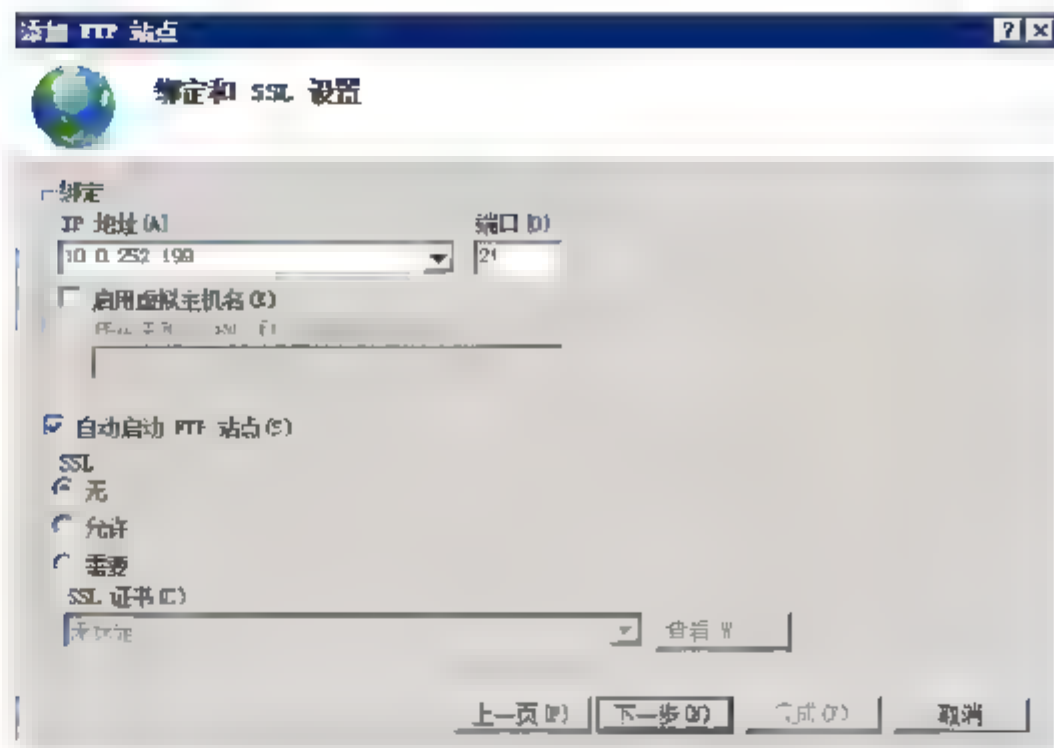 添加 FTP 站点
绑定和 SSL 设置
绑定
IP 地址(A)
端口(O)
10.0.252.199
21
启用虚拟主机名(E)
自动启动 FTP 站点(S)
SSL
无
允许
需要
SSL 证书(C)
未选定
查看
上一页(P)
下一步(N)
完成(F)
取消